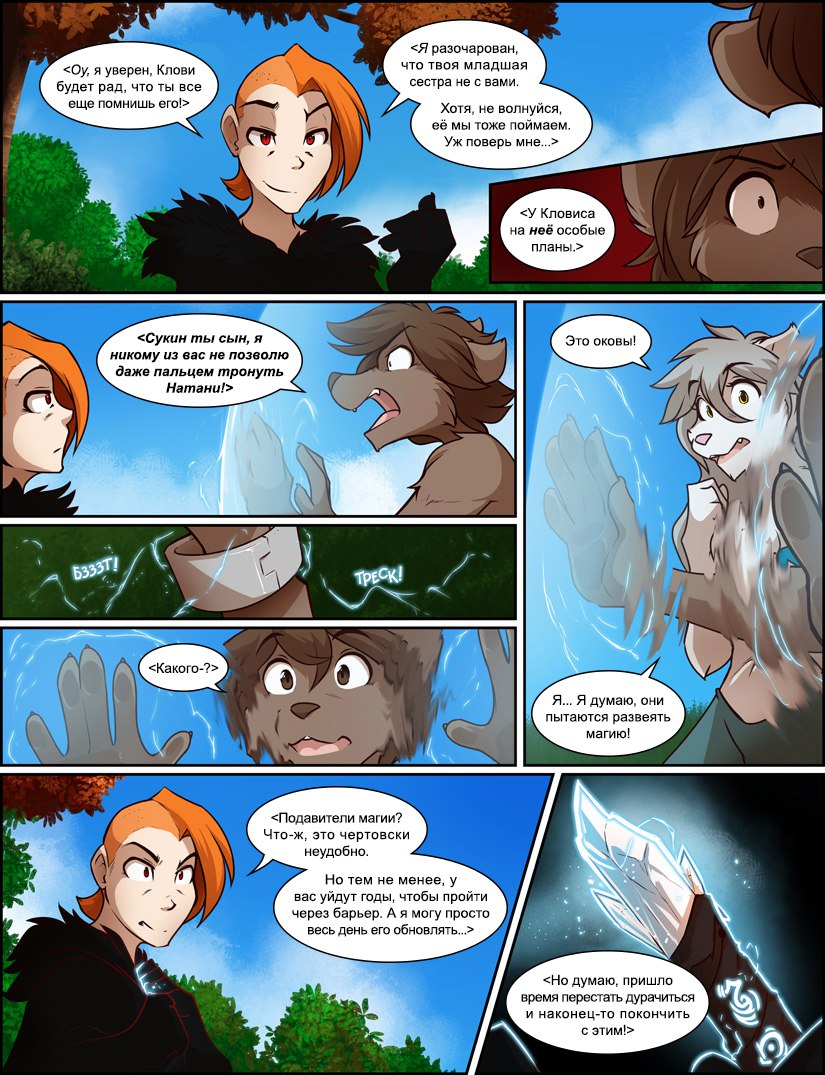 <Оу, я уверен, Клови
будет рад, что ты все
еще помнишь его!>
<Я разочарован,
что твоя младшая
сестра не с вами.
Хотя, не волнуйся,
её мы тоже поймаем.
Уж поверь мне...>
<У Кловиса
на неё особые
планы.>
<Сукин ты сын, я
никому из вас не позволю
даже пальцем тронуть
Натани!>
Это оковы!
БЗЗЗТ!
ТРЕСК!
<Какого-?>
Я... Я думаю, они
пытаются развеять
магию!
<Подавители магии?
Что-ж, это чертовски
неудобно.
Но тем не менее, у
вас уйдут годы, чтобы пройти
через барьер. А я могу просто
весь день его обновлять...>
<Но думаю, пришло
время перестать дурачиться
и наконец-то покончить
с этим!>